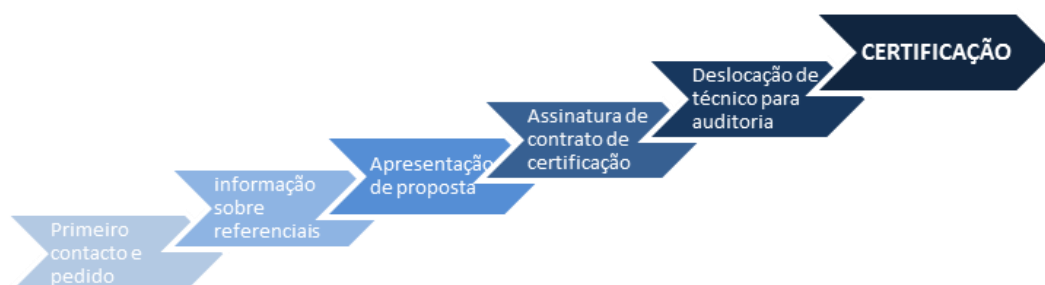 Primeiro
contacto e
pedido
informação
sobre
referenciais
Apresentação
de proposta
Assinatura de
contrato de
certificação
Deslocação de
técnico para
auditoria
CERTIFICAÇÃO